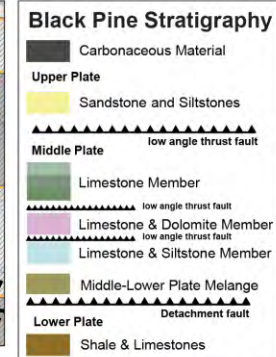 Black Pine Stratigraphy
Carbonaceous Material
Upper Plate
Sandstone and Siltstones
low angle thrust fault
Middle Plate
Limestone Member
low angle thrust fault
Limestone & Dolomite Member
low angle thrust fault
Limestone & Siltstone Member
Middle-Lower Plate Melange
Detachment fault
Lower Plate
Shale & Limestones